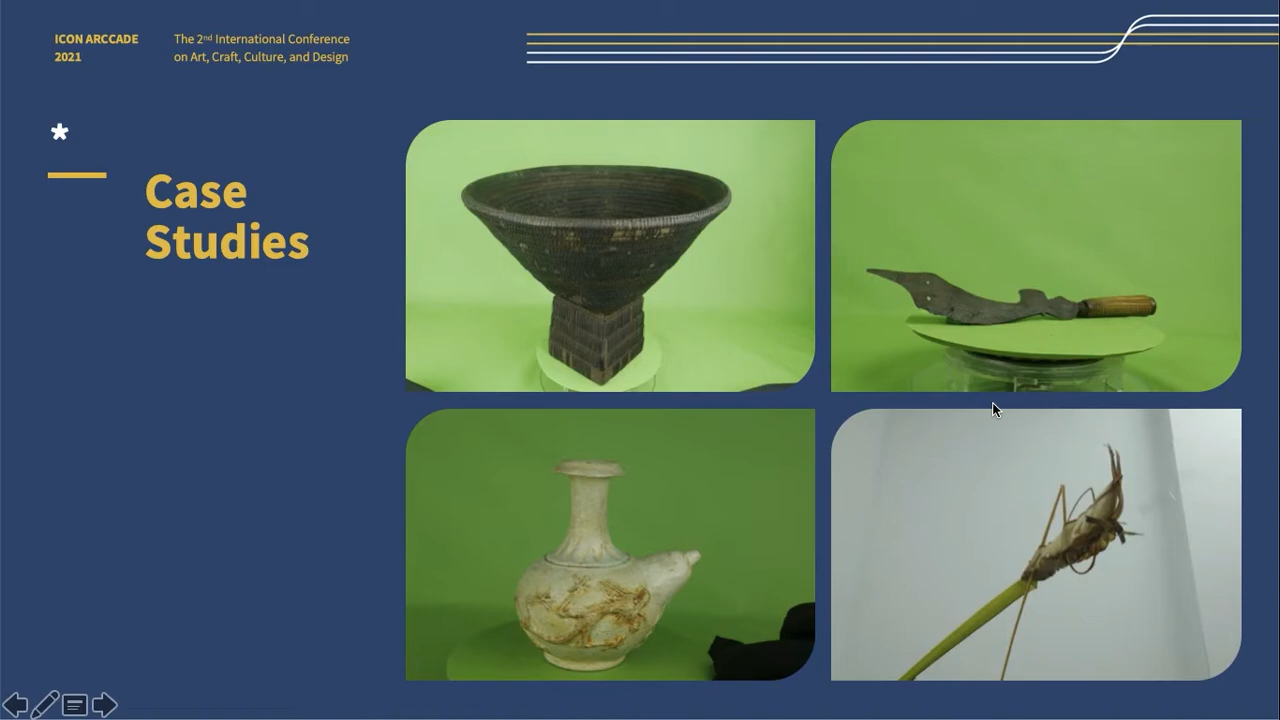 ICON ARCCADE
2021
The 2nd International Conference
on Art, Craft, Culture, and Design
*
Case
Studies